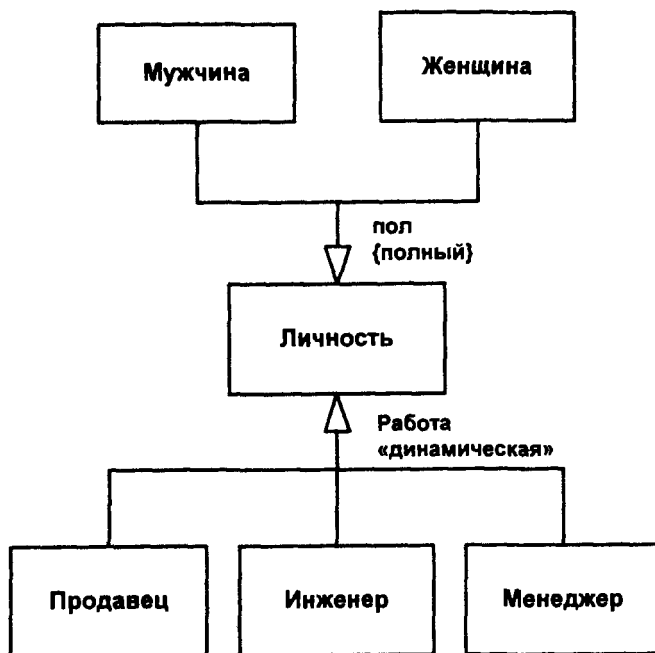 Мужчина
Женщина
пол
{полный}
Личность
Работа
«динамическая»
Продавец
Инженер
Менеджер